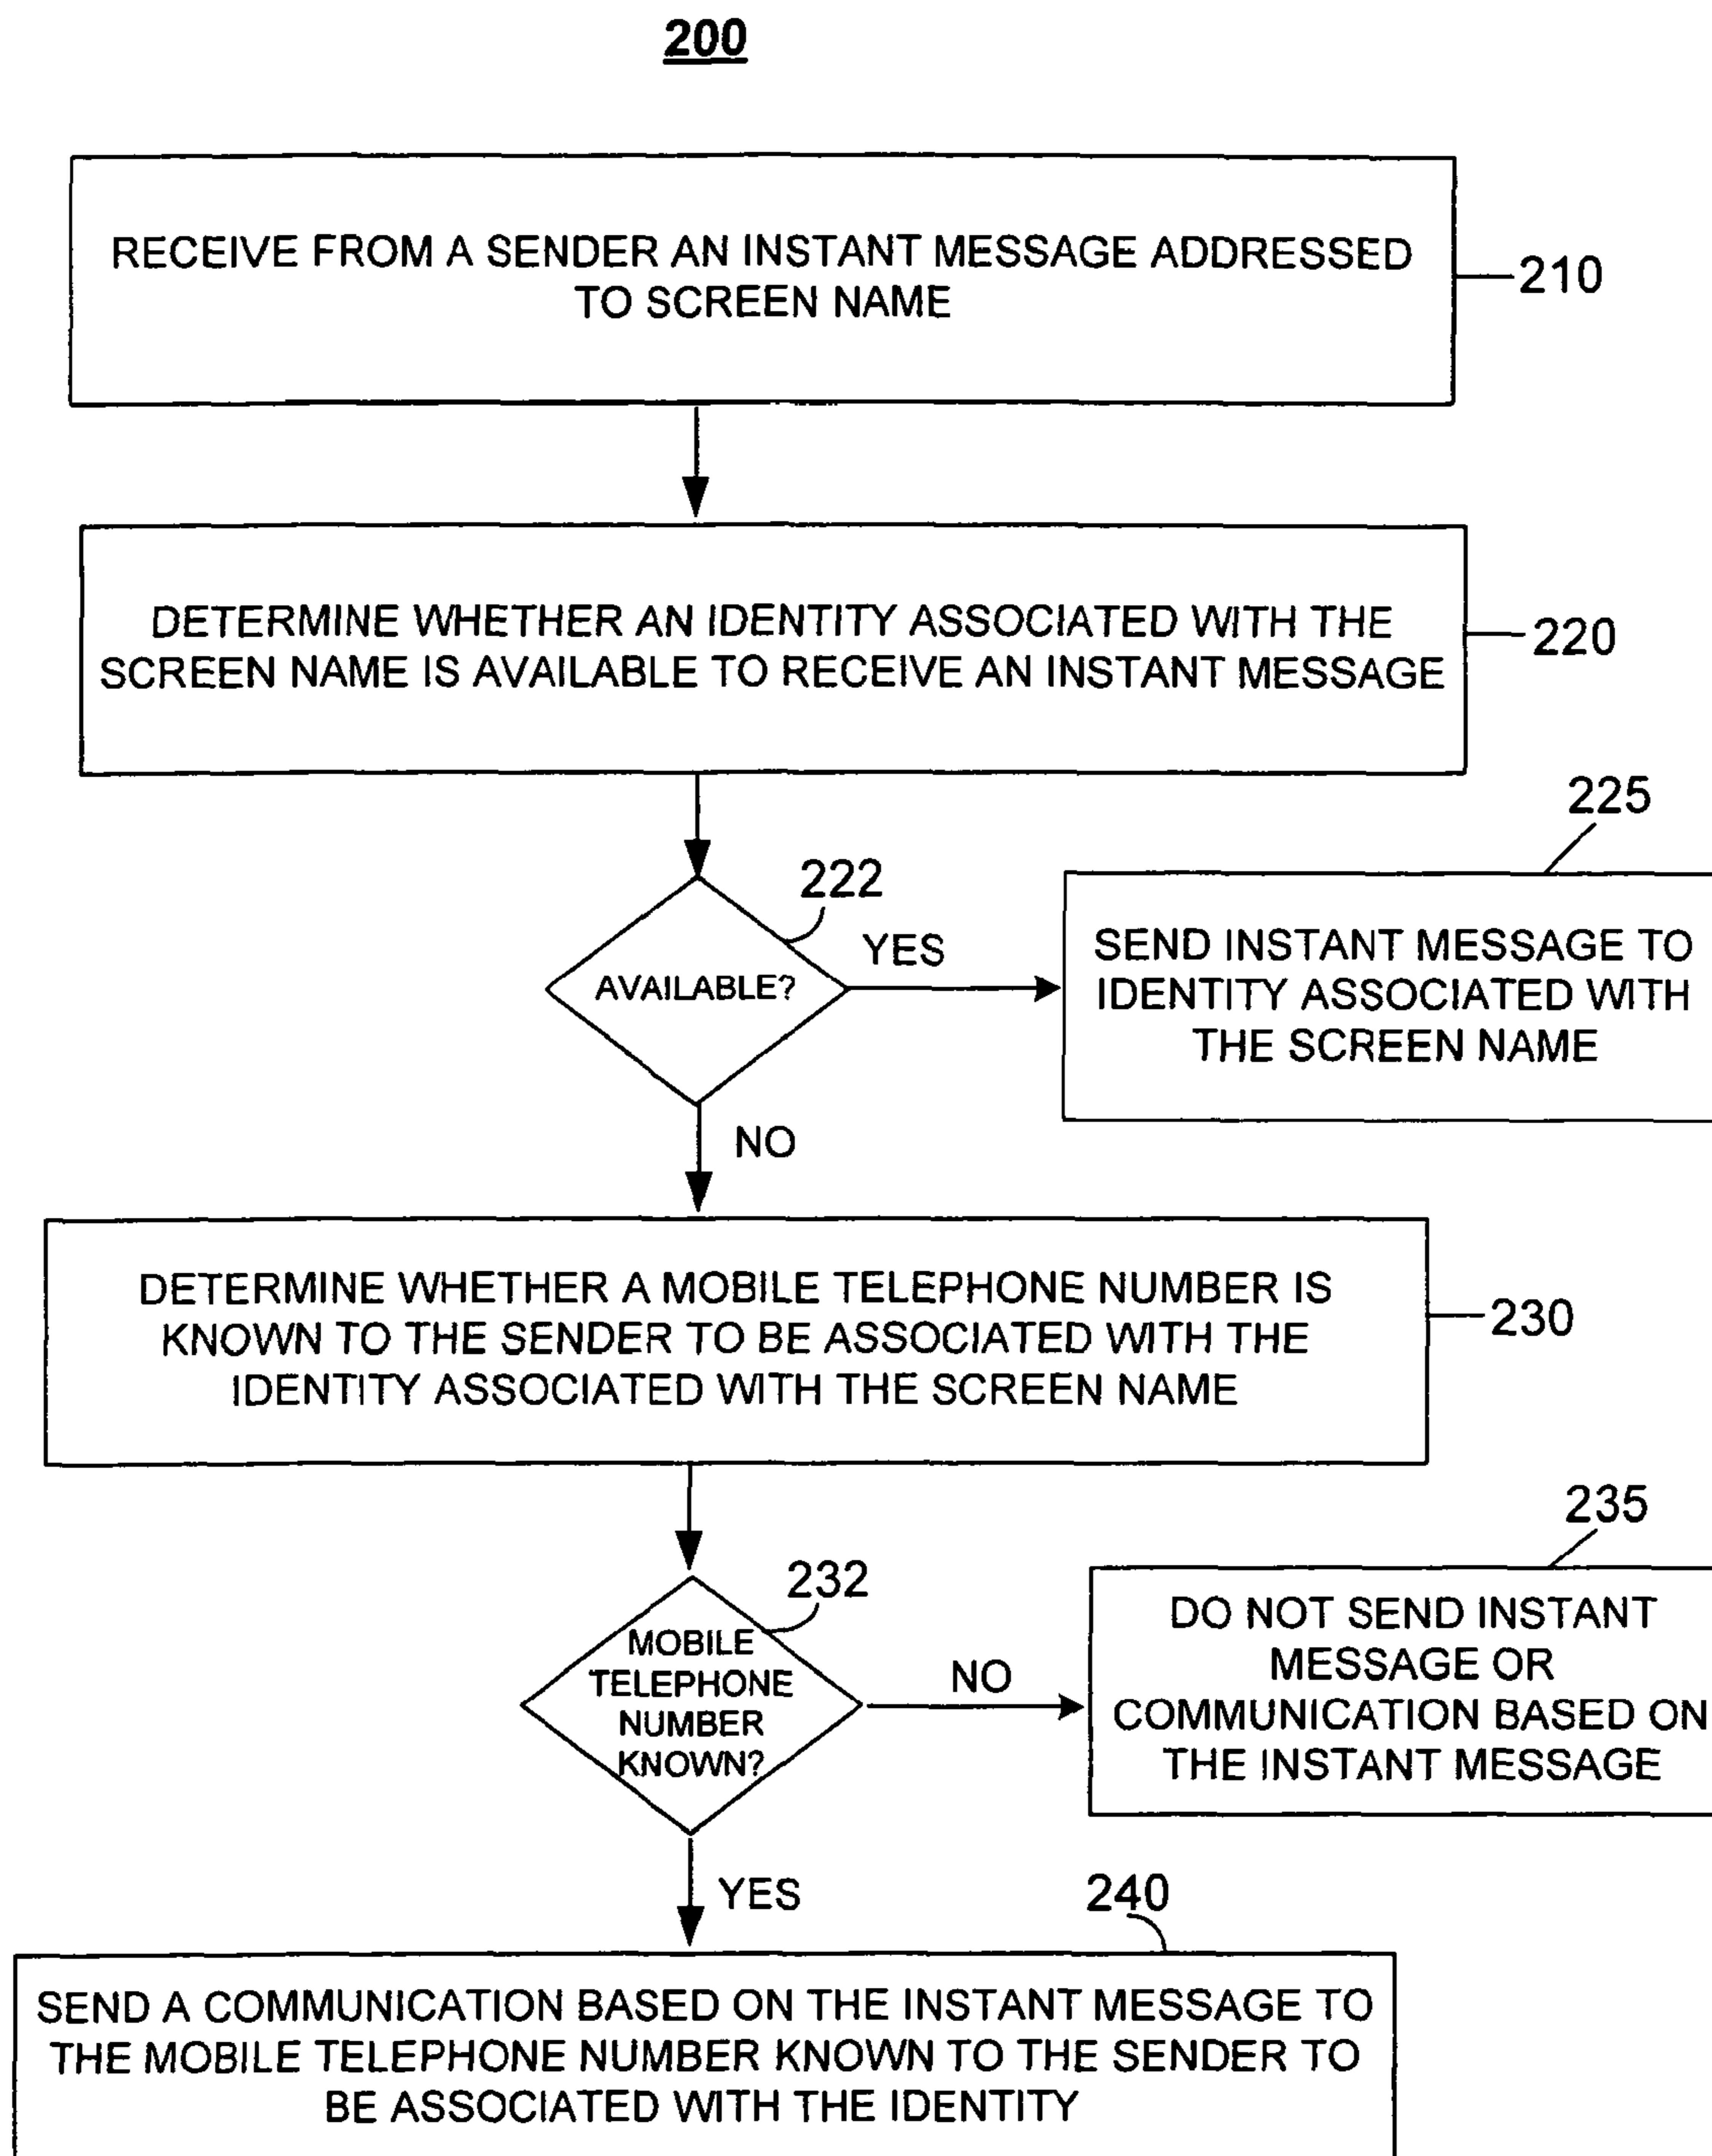 200
RECEIVE FROM A SENDER AN INSTANT MESSAGE ADDRESSED
TO SCREEN NAME
210
DETERMINE WHETHER AN IDENTITY ASSOCIATED WITH THE
SCREEN NAME IS AVAILABLE TO RECEIVE AN INSTANT MESSAGE
220
222
AVAILABLE?
YES
225
SEND INSTANT MESSAGE TO
IDENTITY ASSOCIATED WITH
THE SCREEN NAME
NO
DETERMINE WHETHER A MOBILE TELEPHONE NUMBER IS
KNOWN TO THE SENDER TO BE ASSOCIATED WITH THE
IDENTITY ASSOCIATED WITH THE SCREEN NAME
230
232
MOBILE
TELEPHONE
NUMBER
KNOWN?
NO
235
DO NOT SEND INSTANT
MESSAGE OR
COMMUNICATION BASED ON
THE INSTANT MESSAGE
YES
240
SEND A COMMUNICATION BASED ON THE INSTANT MESSAGE TO
THE MOBILE TELEPHONE NUMBER KNOWN TO THE SENDER TO
BE ASSOCIATED WITH THE IDENTITY